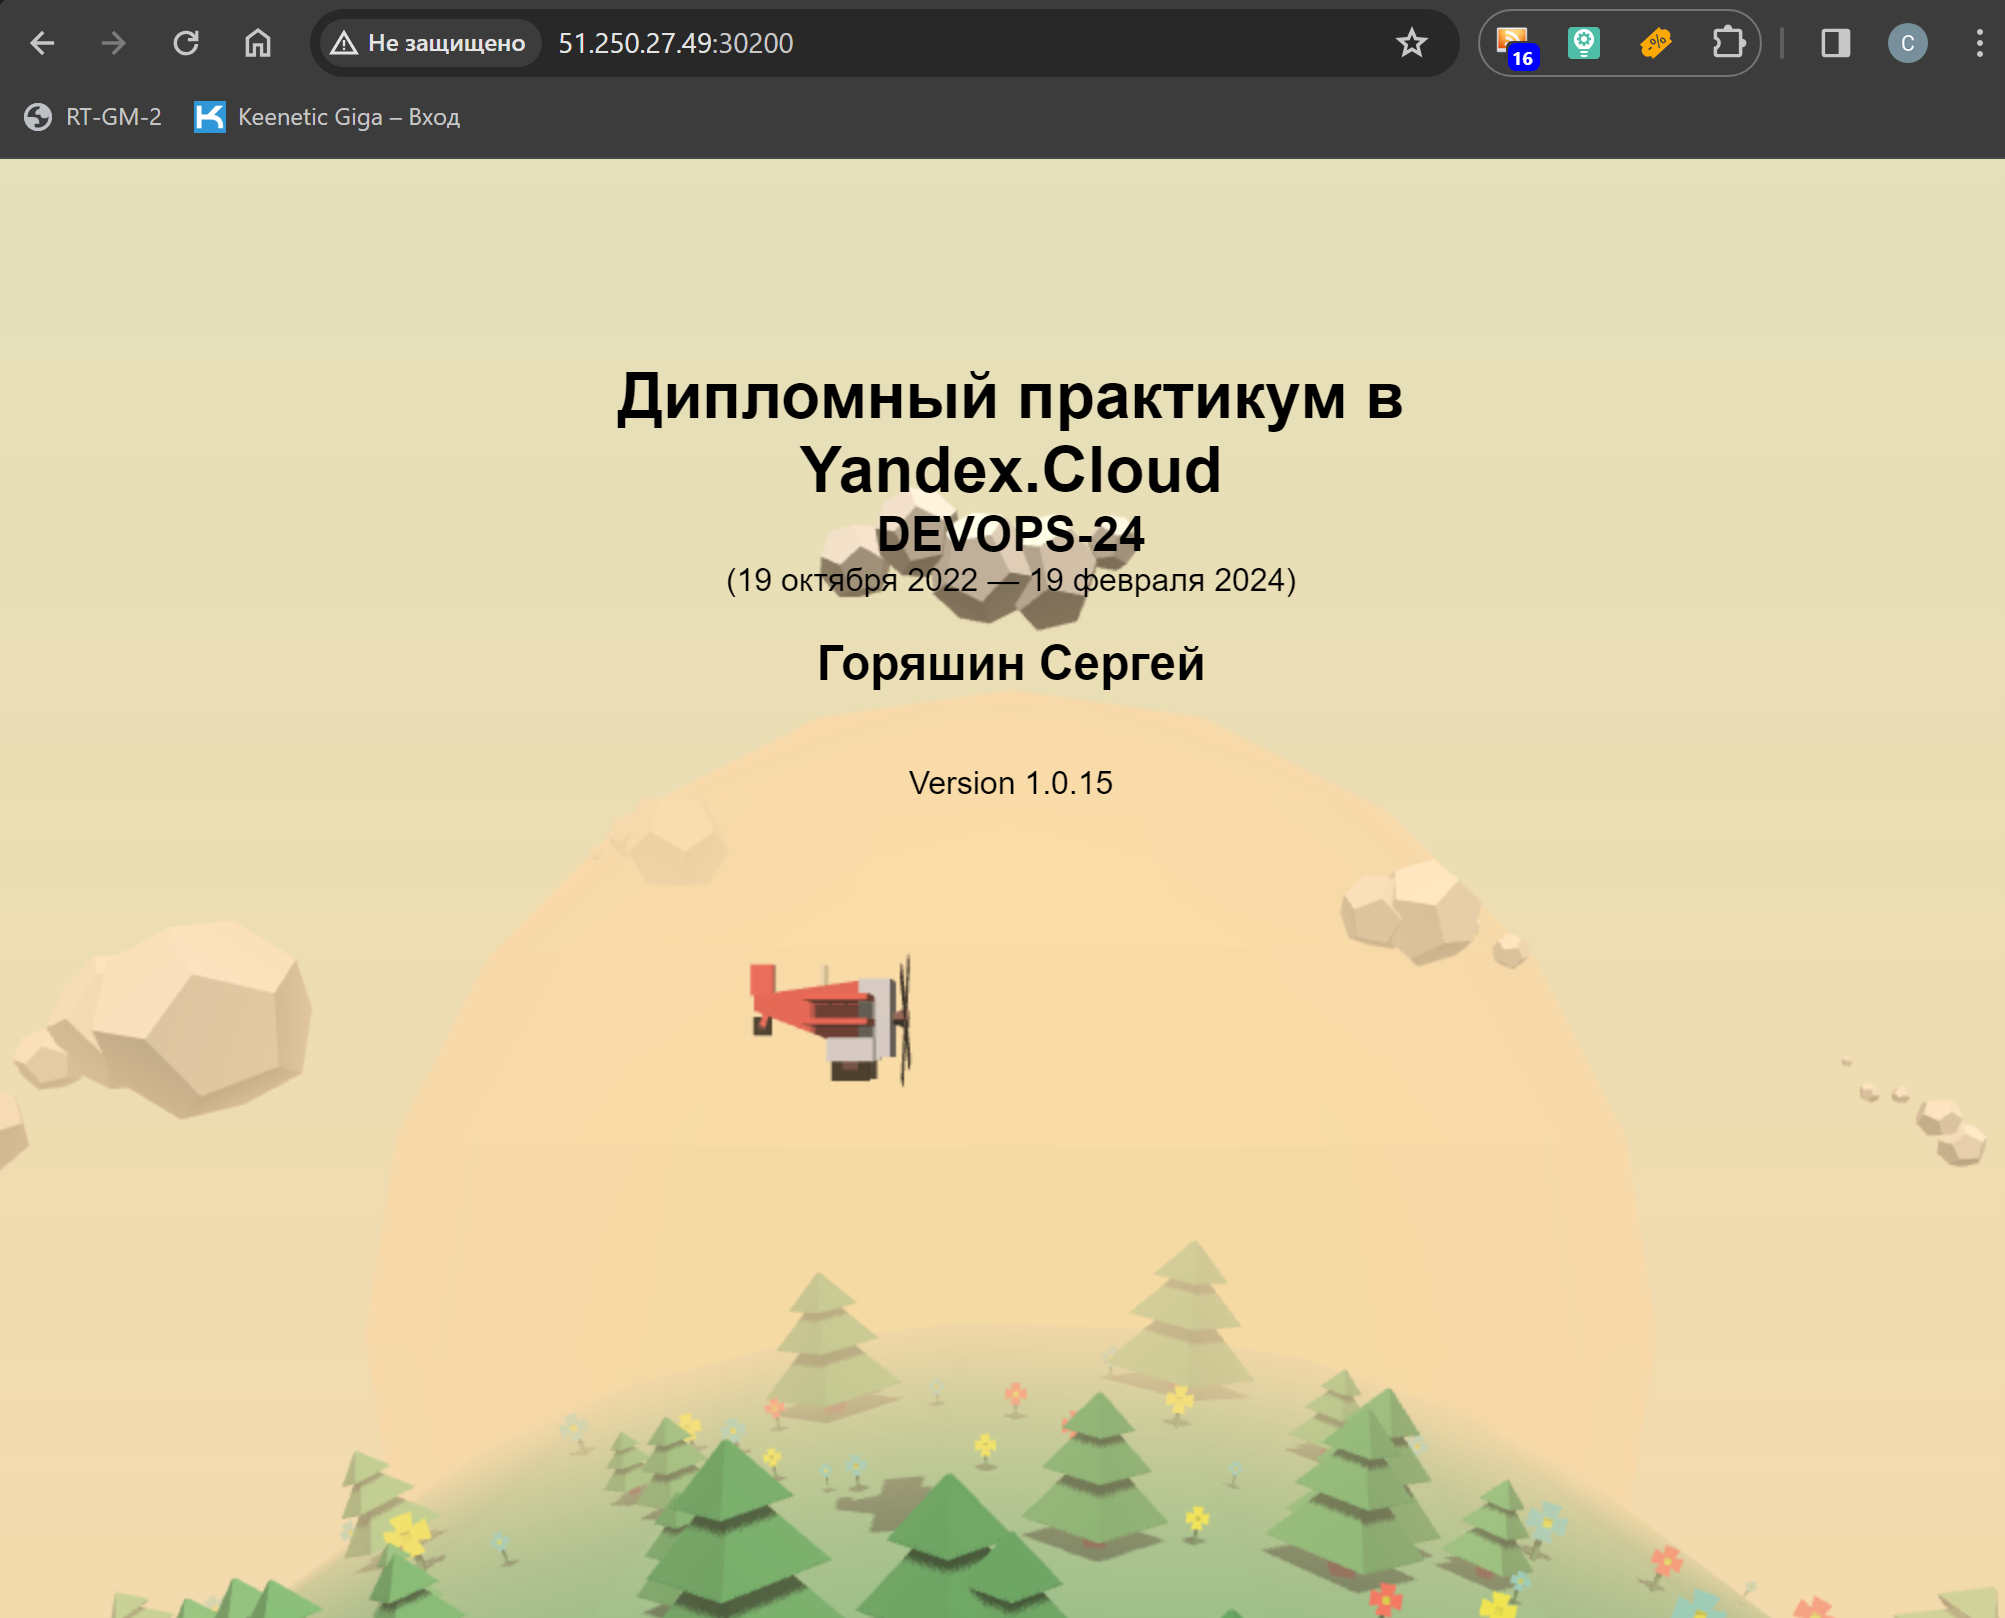 Не защищено
51.250.27.49:30200
16
C
RT-GM-2
Keenetic Giga – Вход
Дипломный практикум в
Yandex.Cloud
DEVOPS-24
(19 октября 2022 — 19 февраля 2024)
Горяшин Сергей
Version 1.0.15